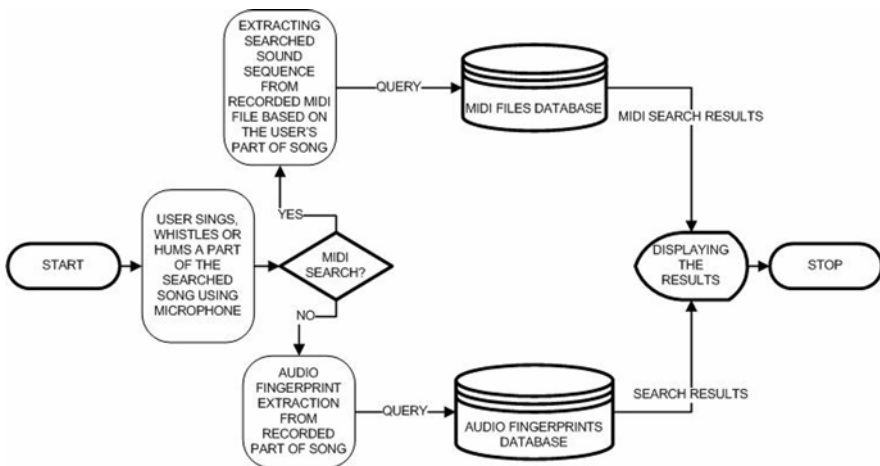 START
USER SINGS,
WHISTLES OR
HUMS A PART
OF THE
SEARCHED
SONG USING
MICROPHONE
MIDI
SEARCH?
YES
EXTRACTING
SEARCHED
SOUND
SEQUENCE
FROM
RECORDED MIDI
FILE BASED ON
THE USER'S
PART OF SONG
QUERY
MIDI FILES DATABASE
MIDI SEARCH RESULTS
NO
AUDIO
FINGERPRINT
EXTRACTION
FROM
RECORDED
PART OF SONG
QUERY
AUDIO FINGERPRINTS
DATABASE
SEARCH RESULTS
DISPLAYING
THE
RESULTS
STOP